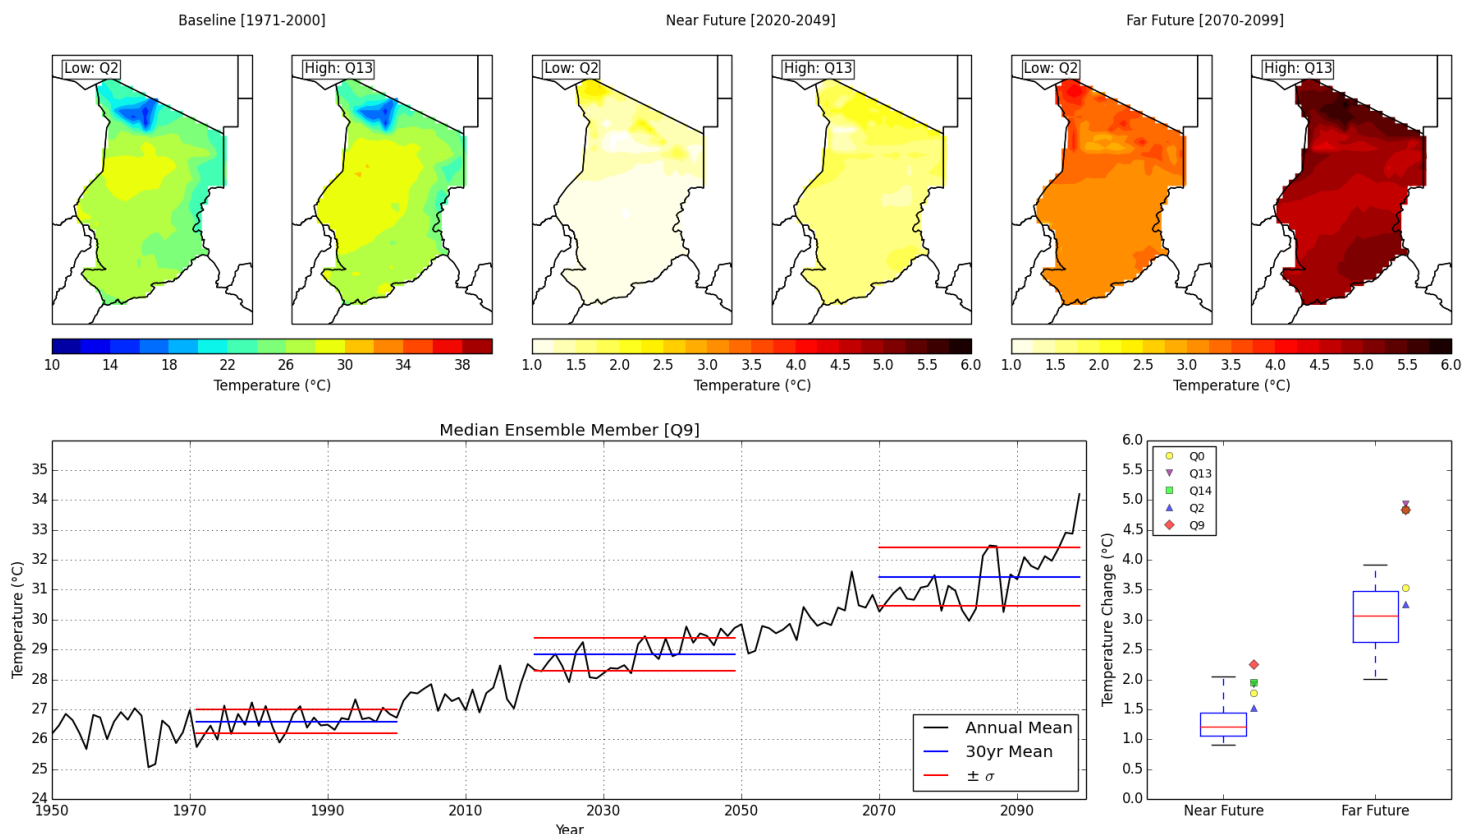 Baseline [1971-2000]
Near Future [2020-2049]
Far Future [2070-2099]
Low: Q2
High: Q13
Low: Q2
High: Q13
Low: Q2
High: Q13
10 14 18 22 26 30 34 38
Temperature (°C)
1.0 1.5 2.0 2.5 3.0 3.5 4.0 4.5 5.0 5.5 6.0
Temperature (°C)
1.0 1.5 2.0 2.5 3.0 3.5 4.0 4.5 5.0 5.5 6.0
Temperature (°C)
Median Ensemble Member [Q9]
Temperature (°C)
35
34
33
32
31
30
29
28
27
26
25
24
1950 1970 1990 2010 2030 2050 2070 2090
Year
Annual Mean
30yr Mean
± σ
Temperature Change (°C)
6.0
5.5
5.0
4.5
4.0
3.5
3.0
2.5
2.0
1.5
1.0
0.5
0.0
Q0
Q13
Q14
Q2
Q9
Near Future
Far Future